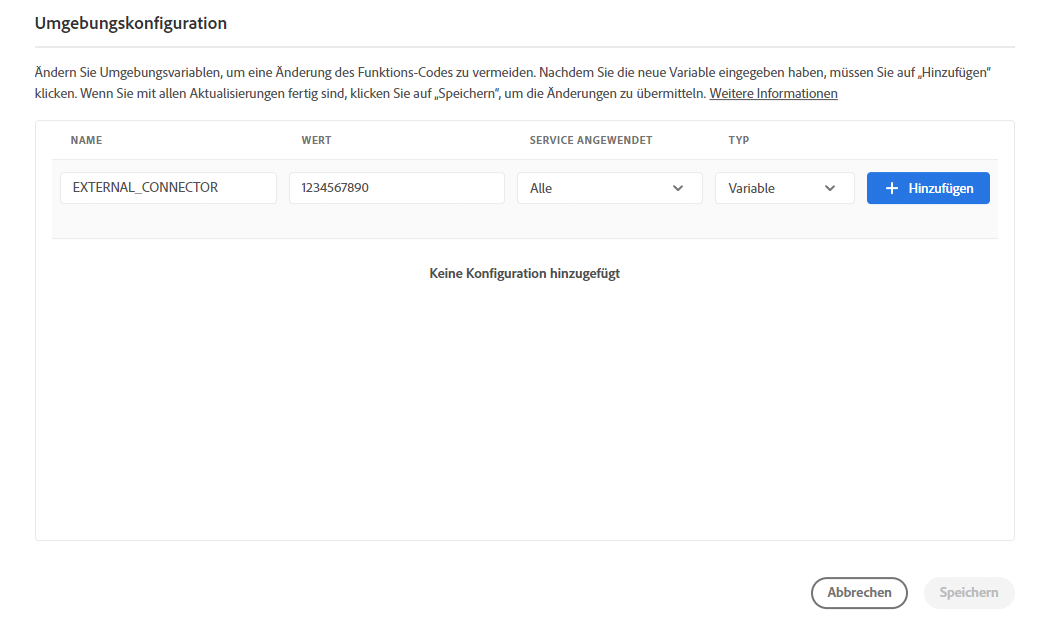 Umgebungskonfiguration
Ändern Sie Umgebungsvariablen, um eine Änderung des Funktions-Codes zu vermeiden. Nachdem Sie die neue Variable eingegeben haben, müssen Sie auf „Hinzufügen“
klicken. Wenn Sie mit allen Aktualisierungen fertig sind, klicken Sie auf „Speichern“, um die Änderungen zu übermitteln. Weitere Informationen
NAME WERT SERVICE ANGEWENDET TYP
EXTERNAL_CONNECTOR 1234567890 Alle Variable + Hinzufügen
Keine Konfiguration hinzugefügt
Abbrechen Speichern